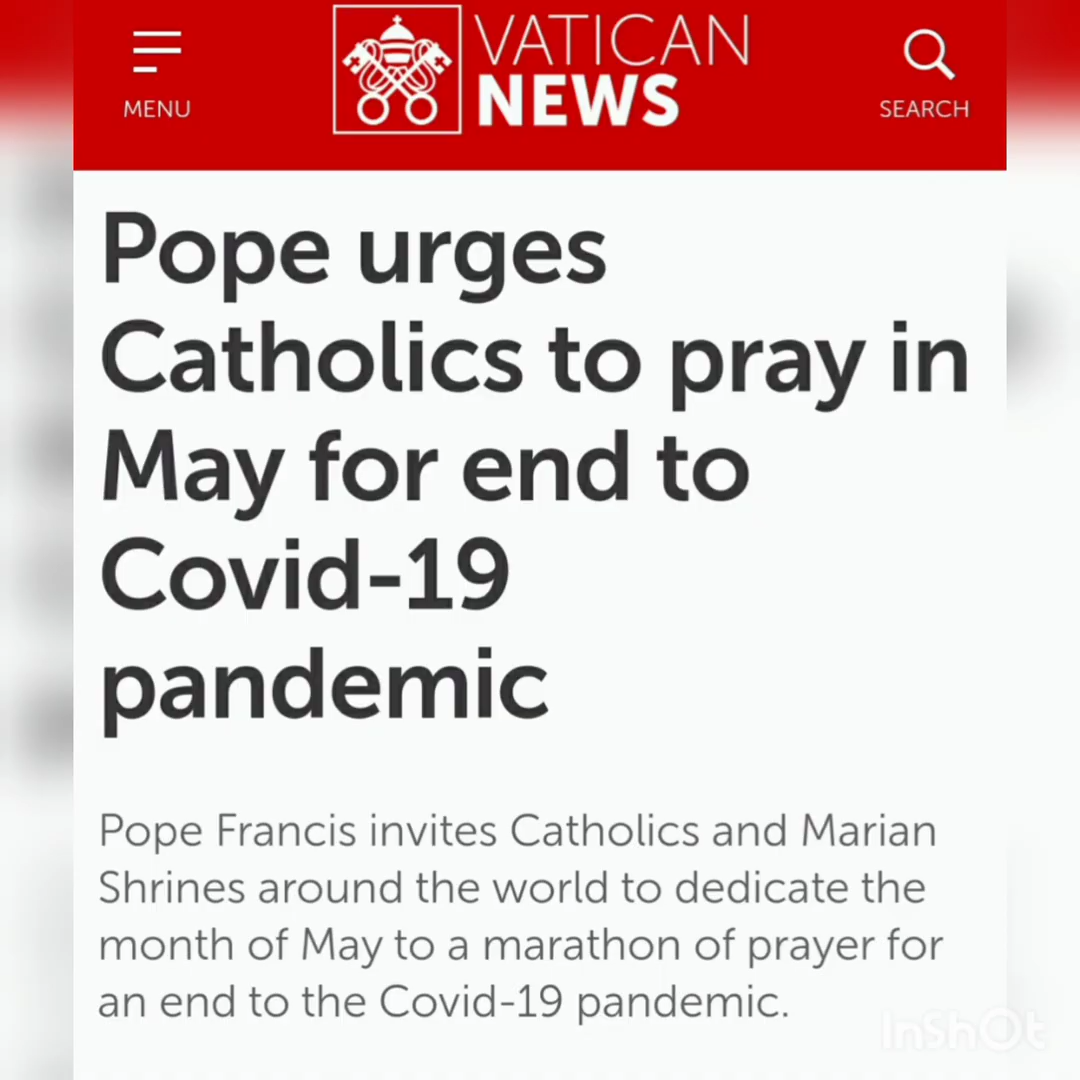 VATICAN
NEWS
MENU
SEARCH
Pope urges
Catholics to pray in
May for end to
Covid-19
pandemic
Pope Francis invites Catholics and Marian
Shrines around the world to dedicate the
month of May to a marathon of prayer for
an end to the Covid-19 pandemic.
InShOt